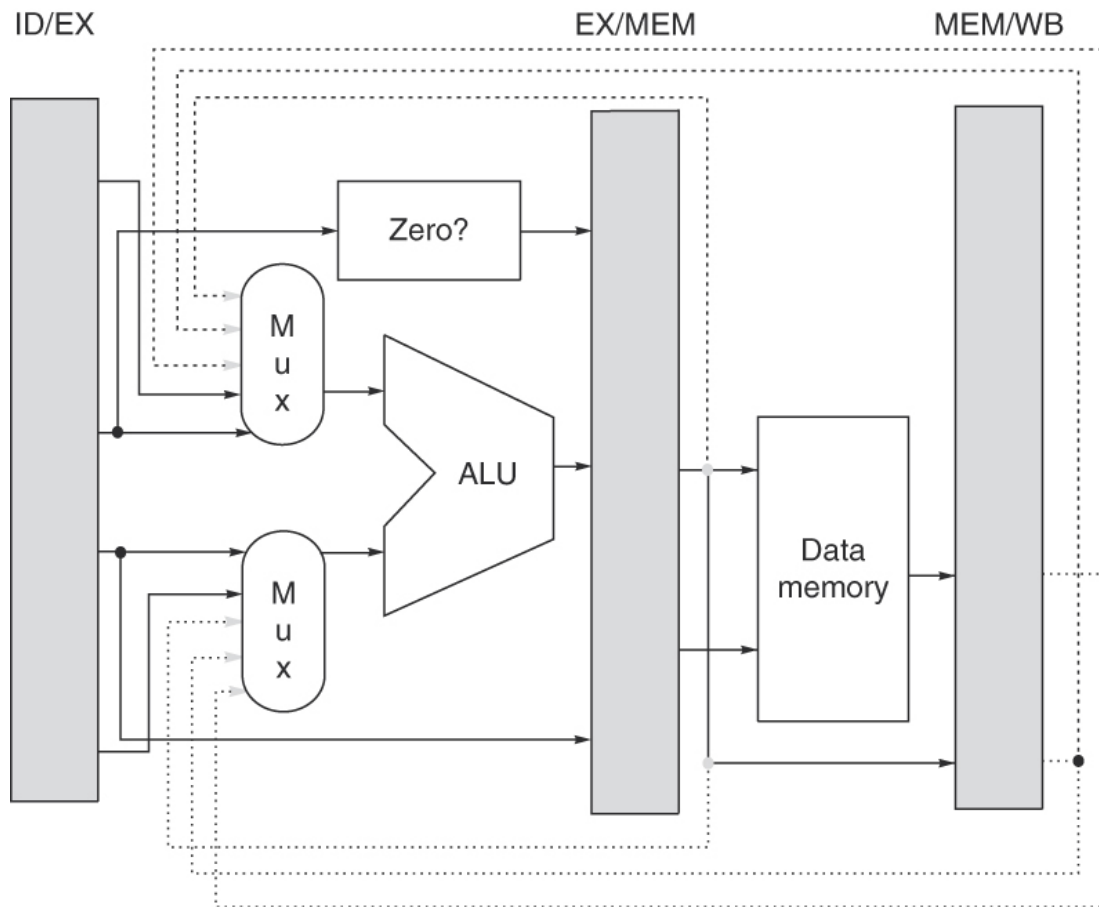 ID/EX
EX/MEM
MEM/WB
Zero?
M
u
x
ALU
M
u
x
Data
memory